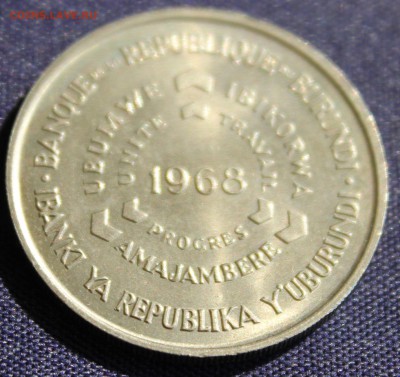 · BANQUE DE LA REPUBLIQUE DU BURUNDI ·
IBANKI YA REPUBLIKA Y'UBURUNDI
UBUMWE IBIKORWA
UNITE TRAVAIL
1968
PROGRES
AMAJAMBERE